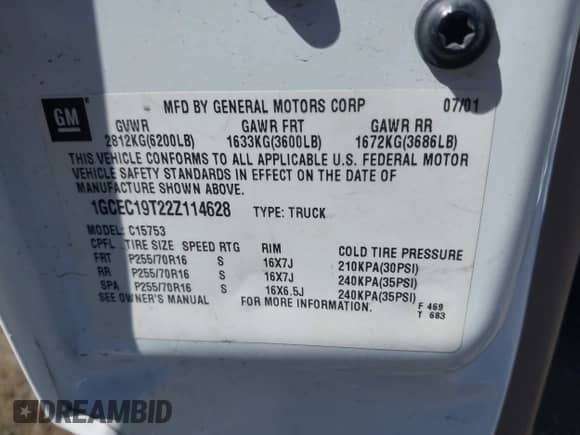 GM
MFD BY GENERAL MOTORS CORP 07/01
GVWR GAWR FRT GAWR RR
2812KG(6200LB) 1633KG(3600LB) 1672KG(3686LB)
THIS VEHICLE CONFORMS TO ALL APPLICABLE U.S. FEDERAL MOTOR
VEHICLE SAFETY STANDARDS IN EFFECT ON THE DATE OF
MANUFACTURE SHOWN ABOVE.
1GCEC19T22Z114628 TYPE: TRUCK
MODEL: C15753
CPFL . TIRE SIZE SPEED RTG RIM COLD TIRE PRESSURE
FRT P255/70R16 S 16X7J 210KPA(30PSI)
RR P255/70R16 S 16X7J 240KPA(35PSI)
SPA P255/70R16 S 16X6.5J 240KPA(35PSI)
SEE OWNER'S MANUAL FOR MORE INFORMATION.
F 469
T 683
DREAMBID